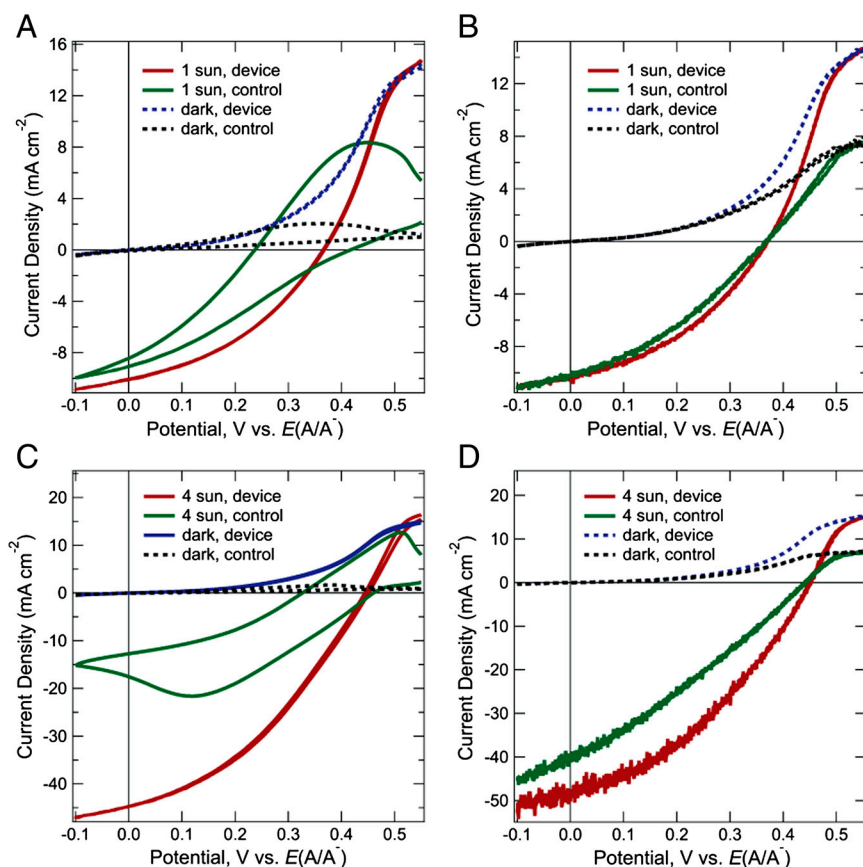 A
16
12
8
4
0
-4
-8
Current Density (mA cm-2)
1 sun, device
1 sun, control
dark, device
dark, control
-0.1 0.0 0.1 0.2 0.3 0.4 0.5
Potential, V vs. E(A/A-)
B
12
8
4
0
-4
-8
Current Density (mA cm-2)
1 sun, device
1 sun, control
dark, device
dark, control
-0.1 0.0 0.1 0.2 0.3 0.4 0.5
Potential, V vs. E(A/A-)
C
20
10
0
-10
-20
-30
-40
Current Density (mA cm-2)
4 sun, device
4 sun, control
dark, device
dark, control
-0.1 0.0 0.1 0.2 0.3 0.4 0.5
Potential, V vs. E(A/A-)
D
20
10
0
-10
-20
-30
-40
-50
Current Density (mA cm-2)
4 sun, device
4 sun, control
dark, device
dark, control
-0.1 0.0 0.1 0.2 0.3 0.4 0.5
Potential, V vs. E(A/A-)